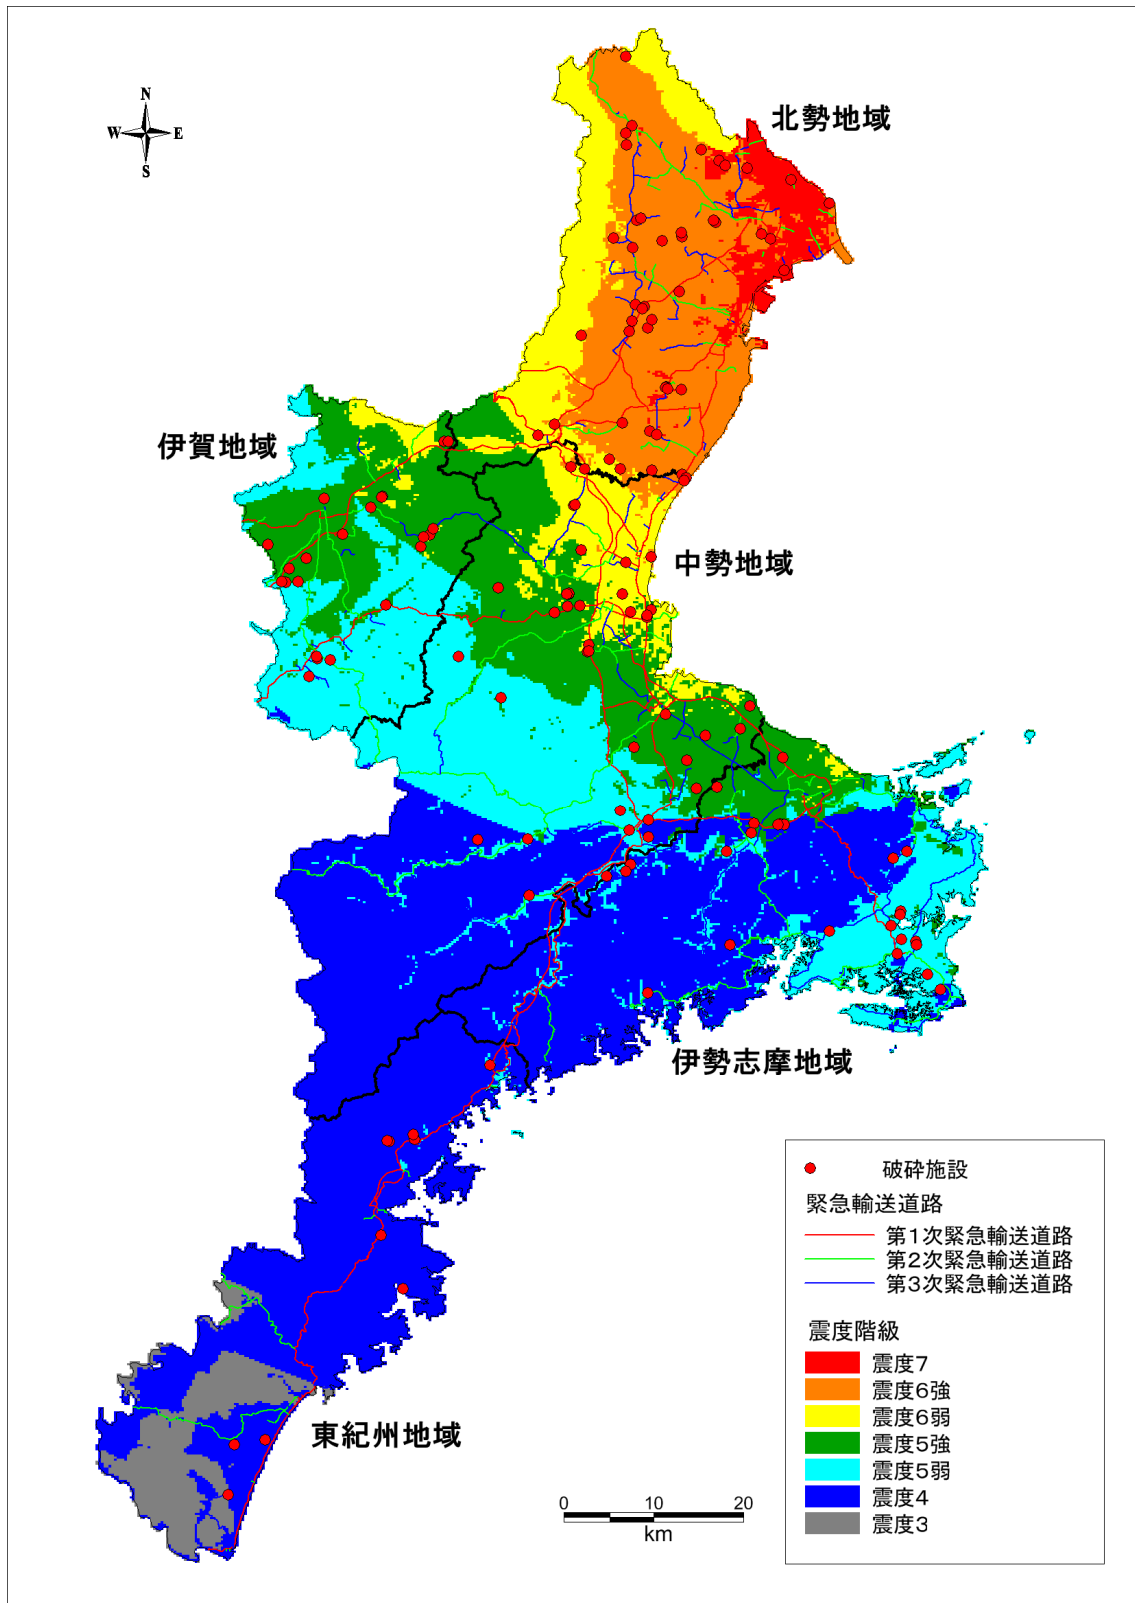 N
W E
S
北勢地域
伊賀地域
中勢地域
伊勢志摩地域
東紀州地域
破砕施設
緊急輸送道路
第1次緊急輸送道路
第2次緊急輸送道路
第3次緊急輸送道路
震度階級
震度7
震度6強
震度6弱
震度5強
震度5弱
震度4
震度3
0 10 20
km